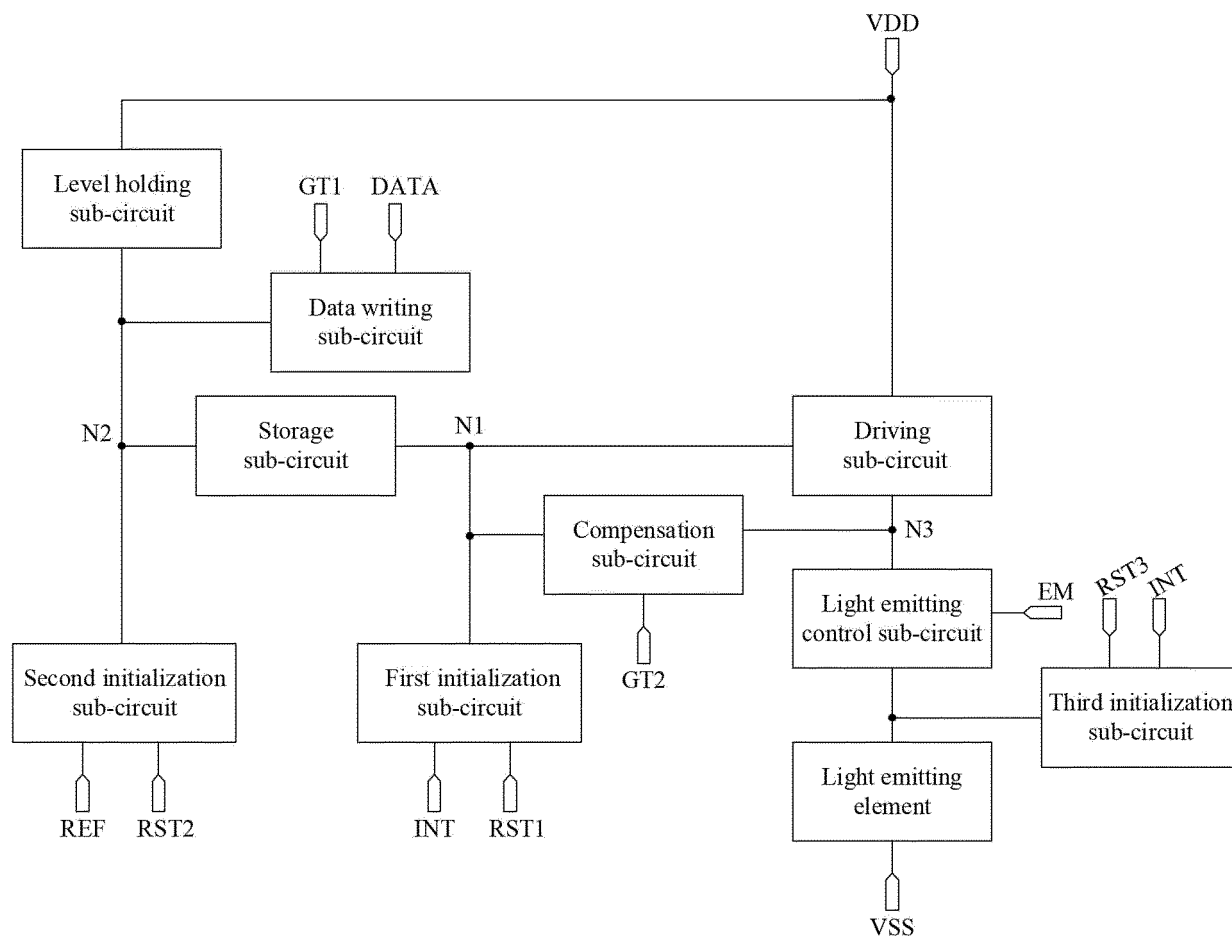 VDD
Level holding
sub-circuit
GT1
DATA
Data writing
sub-circuit
N2
Storage
sub-circuit
N1
Driving
sub-circuit
Compensation
sub-circuit
N3
RST3
INT
Light emitting
control sub-circuit
EM
Second initialization
sub-circuit
First initialization
sub-circuit
GT2
Third initialization
sub-circuit
Light emitting
element
REF
RST2
INT
RST1
VSS